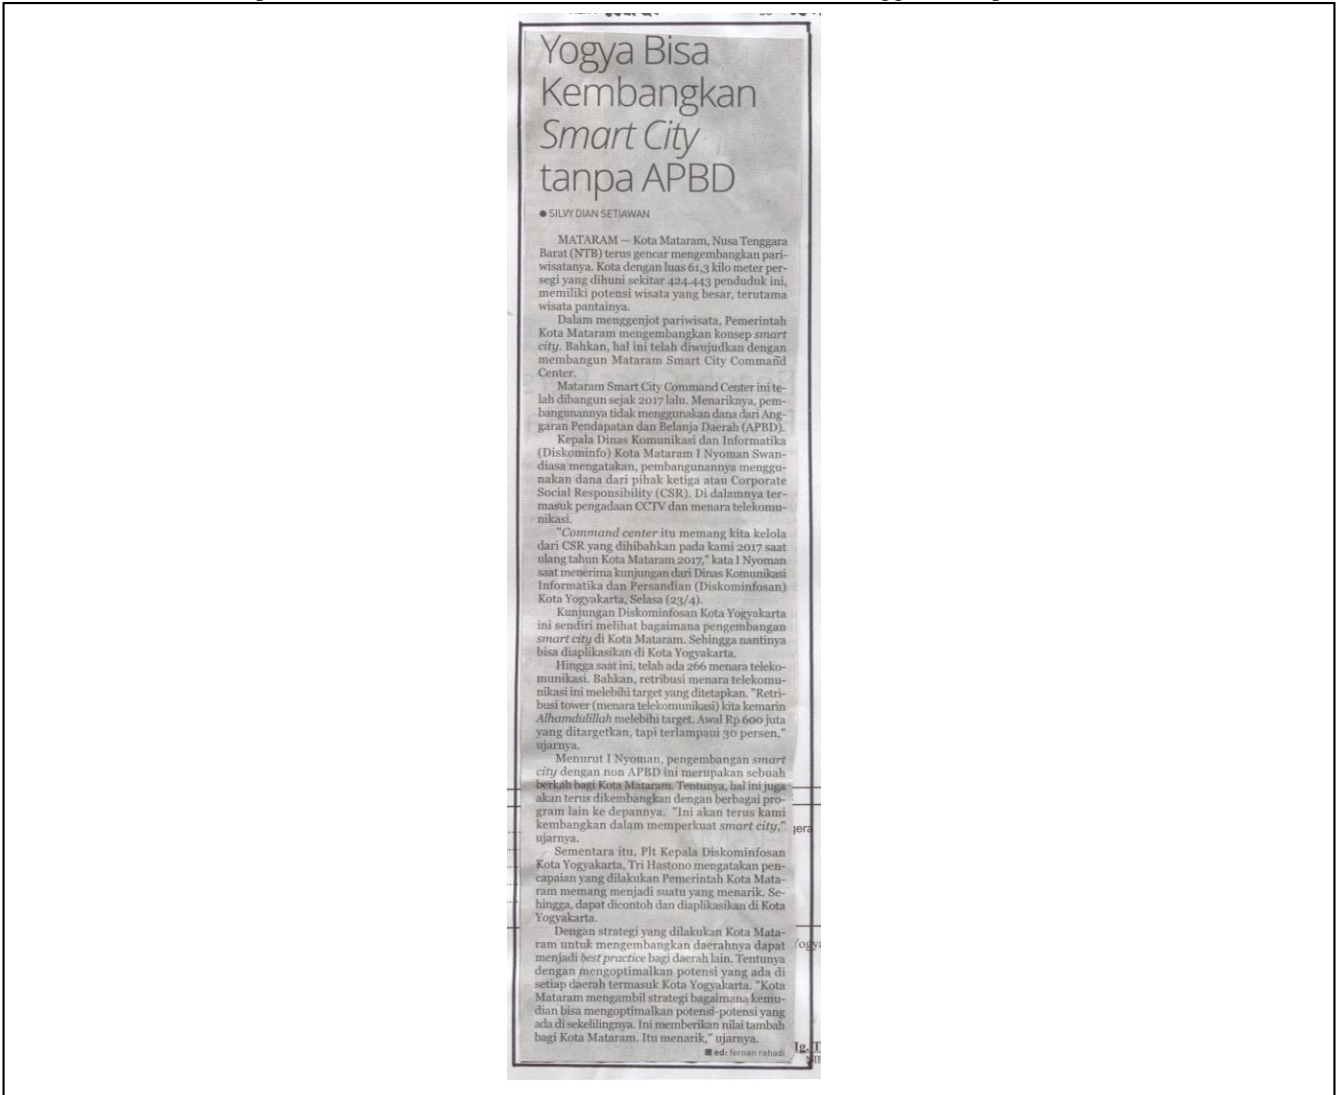 Yogya Bisa
Kembangkan
Smart City
tanpa APBD
● SILVY DIAN SETIAWAN
MATARAM — Kota Mataram, Nusa Tenggara
Barat (NTB) terus gencar mengembangkan pari-
wisatanya. Kota dengan luas 61,3 kilo meter per-
segi yang dihuni sekitar 424.443 penduduk ini,
memiliki potensi wisata yang besar, terutama
wisata pantainya.
Dalam menggenjot pariwisata, Pemerintah
Kota Mataram mengembangkan konsep smart
city. Bahkan, hal ini telah diwujudkan dengan
membangun Mataram Smart City Command
Center.
Mataram Smart City Command Center ini te-
lah dibangun sejak 2017 lalu. Menariknya, pem-
bangunannya tidak menggunakan dana dari Ang-
garan Pendapatan dan Belanja Daerah (APBD).
Kepala Dinas Komunikasi dan Informatika
(Diskominfo) Kota Mataram I Nyoman Swan-
diasa mengatakan, pembangunannya menggu-
nakan dana dari pihak ketiga atau Corporate
Social Responsibility (CSR). Di dalamnya ter-
masuk pengadaan CCTV dan menara telekomu-
nikasi.
"Command center itu memang kita kelola
dari CSR yang dihibahkan pada kami 2017 saat
ulang tahun Kota Mataram 2017," kata I Nyoman
saat menerima kunjungan dari Dinas Komunikasi
Informatika dan Persandian (Diskominfosan)
Kota Yogyakarta, Selasa (23/4).
Kunjungan Diskominfosan Kota Yogyakarta
ini sendiri melihat bagaimana pengembangan
smart city di Kota Mataram. Sehingga nantinya
bisa diaplikasikan di Kota Yogyakarta.
Hingga saat ini, telah ada 266 menara teleko-
munikasi. Bahkan, retribusi menara telekomu-
nikasi ini melebihi target yang ditetapkan. "Retri-
busi tower (menara telekomunikasi) kita kemarin
Alhamdulillah melebihi target. Awal Rp 600 juta
yang ditargetkan, tapi terlampaui 30 persen,"
ujarnya.
Menurut I Nyoman, pengembangan smart
city dengan non APBD ini merupakan sebuah
berkah bagi Kota Mataram. Tentunya, hal ini juga
akan terus dikembangkan dengan berbagai pro-
gram lain ke depannya. "Ini akan terus kami
kembangkan dalam memperkuat smart city,"
ujarnya.
Sementara itu, Plt Kepala Diskominfosan
Kota Yogyakarta, Tri Hastono mengatakan pen-
capaian yang dilakukan Pemerintah Kota Mata-
ram memang menjadi suatu yang menarik. Se-
hingga, dapat dicontoh dan diaplikasikan di Kota
Yogyakarta.
Dengan strategi yang dilakukan Kota Mata-
ram untuk mengembangkan daerahnya dapat
menjadi best practice bagi daerah lain. Tentunya
dengan mengoptimalkan potensi yang ada di
setiap daerah termasuk Kota Yogyakarta. "Kota
Mataram mengambil strategi bagaimana kemu-
dian bisa mengoptimalkan potensi-potensi yang
ada di sekelilingnya. Ini memberikan nilai tambah
bagi Kota Mataram. Itu menarik," ujarnya.
■ ed: fernan rahadi